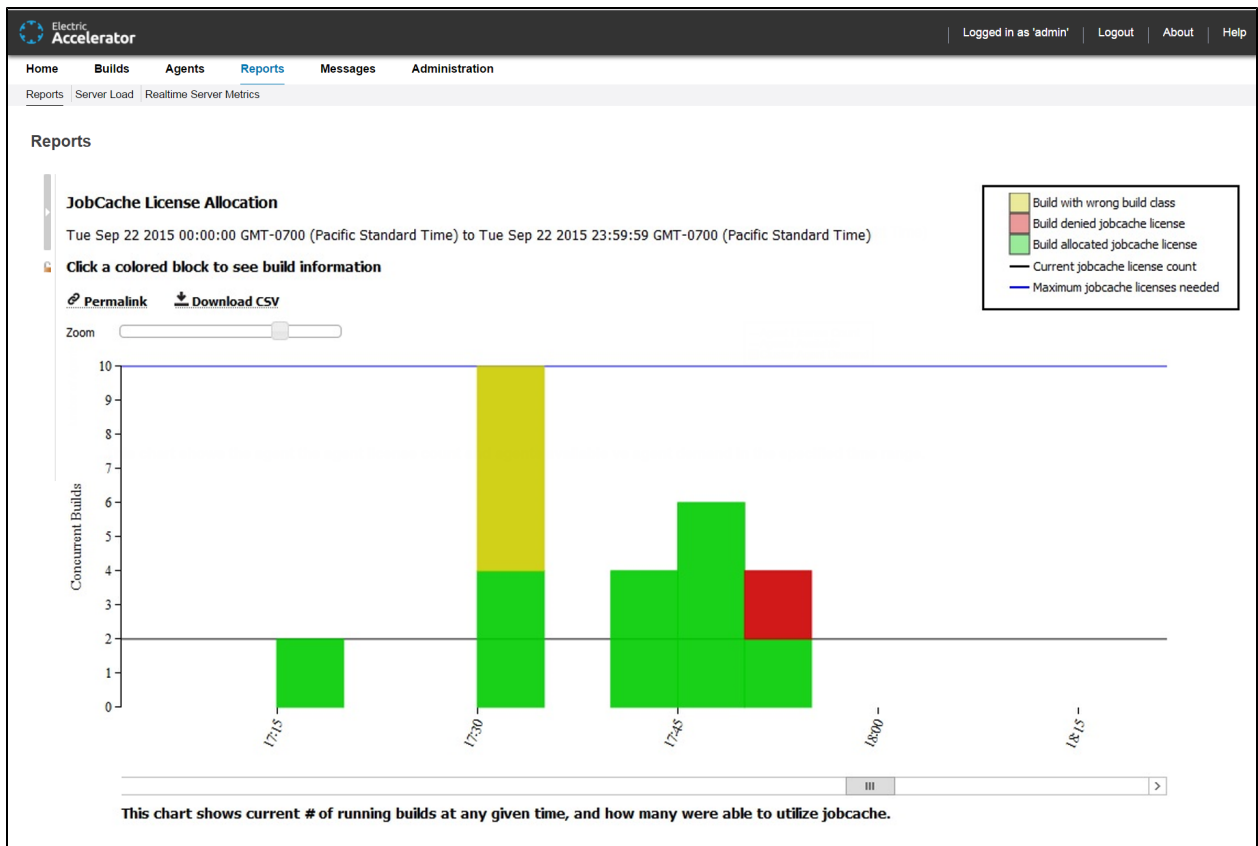 Electric
Accelerator
Logged in as 'admin' Logout About Help
Home Builds Agents Reports Messages Administration
Reports Server Load Realtime Server Metrics
Reports
JobCache License Allocation
Tue Sep 22 2015 00:00:00 GMT-0700 (Pacific Standard Time) to Tue Sep 22 2015 23:59:59 GMT-0700 (Pacific Standard Time)
Click a colored block to see build information
Permalink Download CSV
Zoom
Build with wrong build class
Build denied jobcache license
Build allocated jobcache license
Current jobcache license count
Maximum jobcache licenses needed
Concurrent Builds
10
9
8
7
6
5
4
3
2
1
0
17:15 17:30 17:45 18:00 18:15
This chart shows current # of running builds at any given time, and how many were able to utilize jobcache.